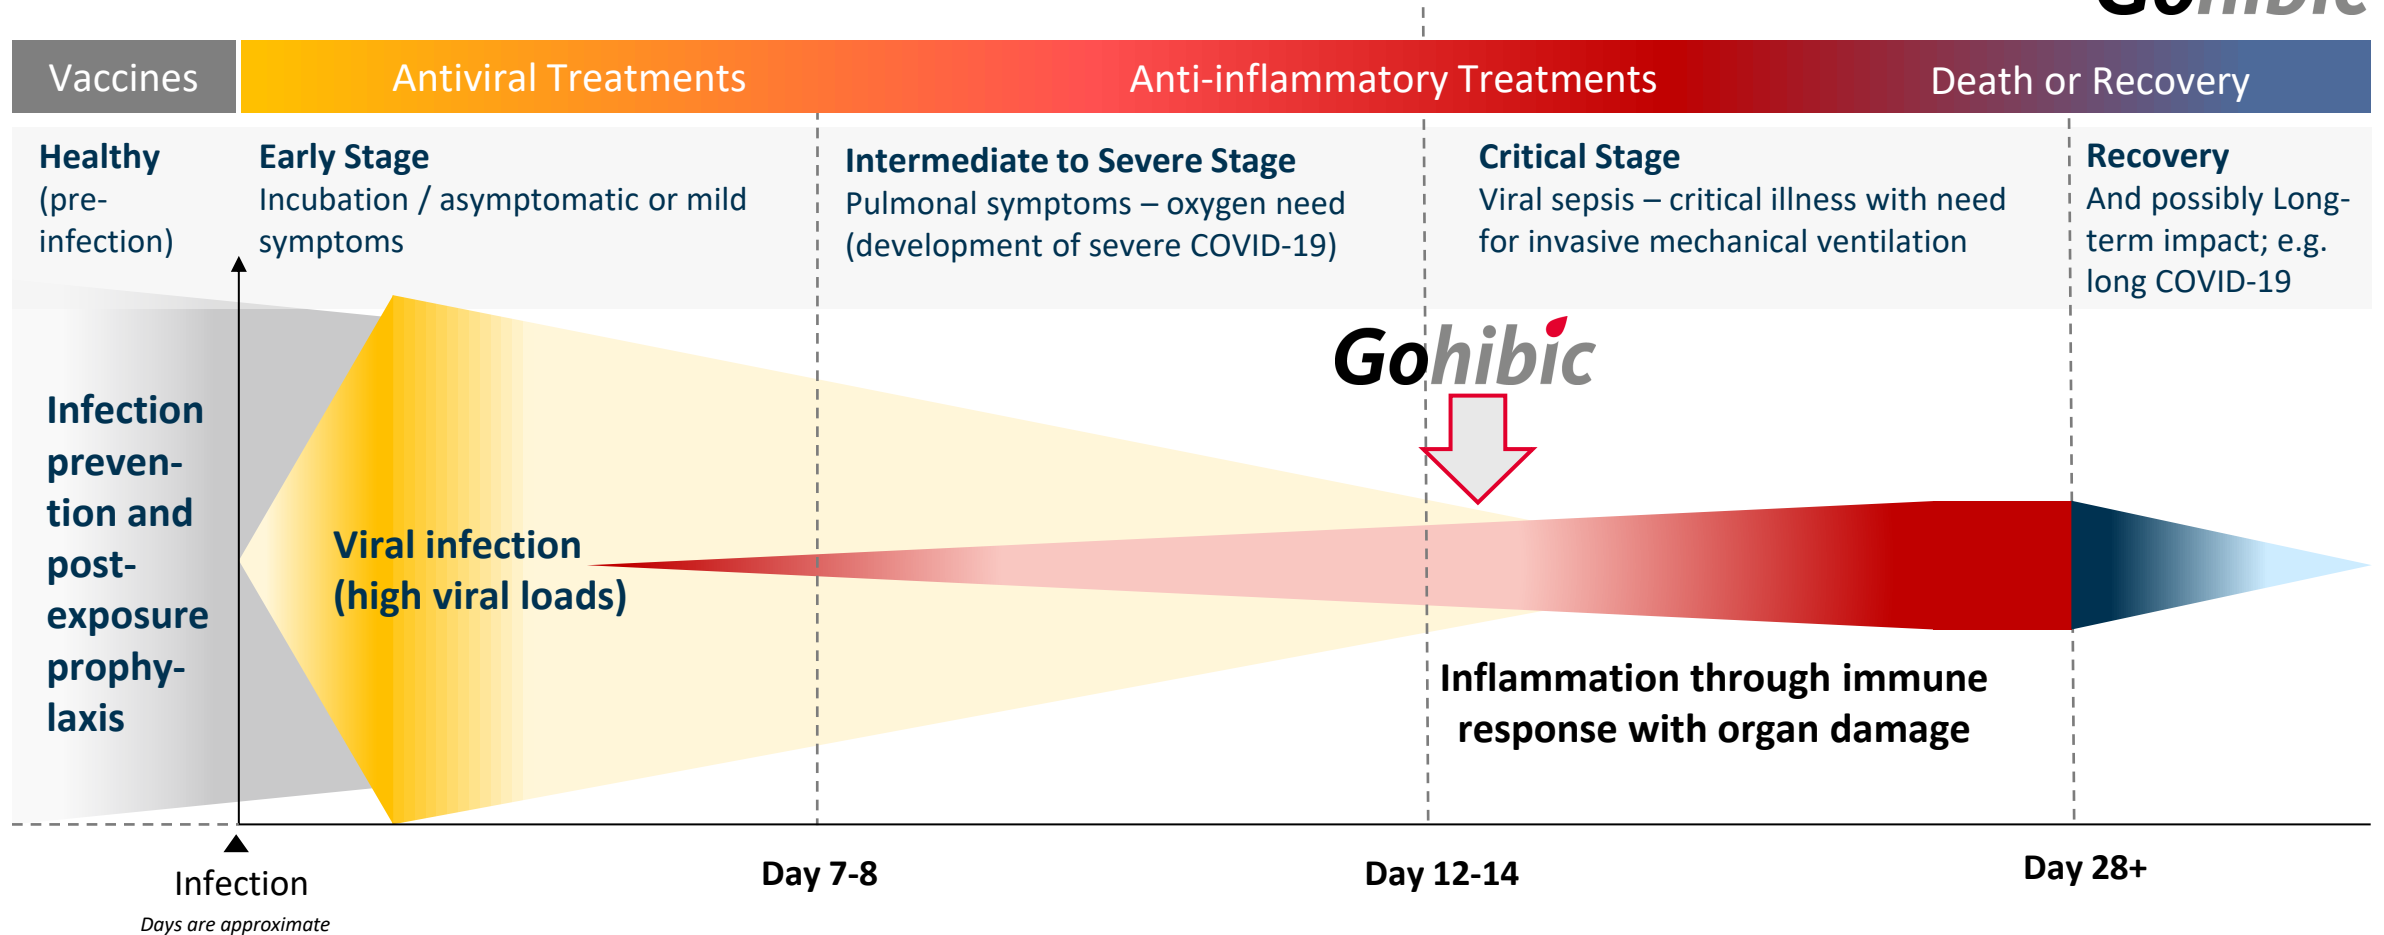 Gohibic
Vaccines
Antiviral Treatments
Anti-inflammatory Treatments
Death or Recovery
Healthy
(pre-
infection)
Early Stage
Incubation / asymptomatic or mild
symptoms
Intermediate to Severe Stage
Pulmonal symptoms – oxygen need
(development of severe COVID-19)
Critical Stage
Viral sepsis – critical illness with need
for invasive mechanical ventilation
Recovery
And possibly Long-
term impact; e.g.
long COVID-19
Gohibic
Infection
preven-
tion and
post-
exposure
prophy-
laxis
Viral infection
(high viral loads)
Inflammation through immune
response with organ damage
Infection
Days are approximate
Day 7-8
Day 12-14
Day 28+